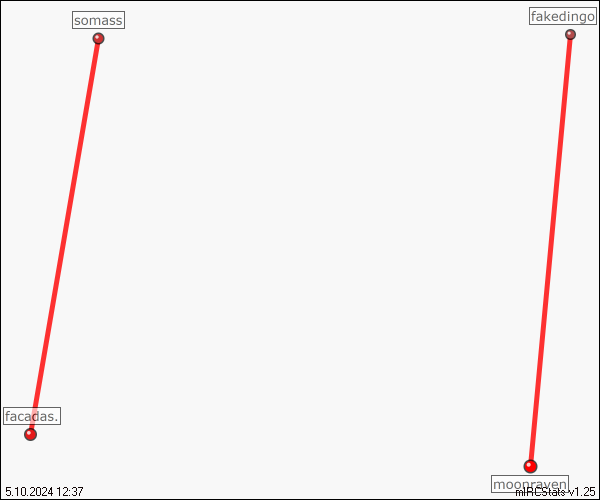 somass
fakedingo
facadas.
moonraven
5.10.2024 12:37
mIRCStats v1.25